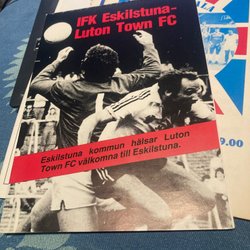 IFK Eskilstuna-
Luton Town FC
Eskilstuna kommun hälsar Luton
Town FC välkomna till Eskilstuna.
9.00